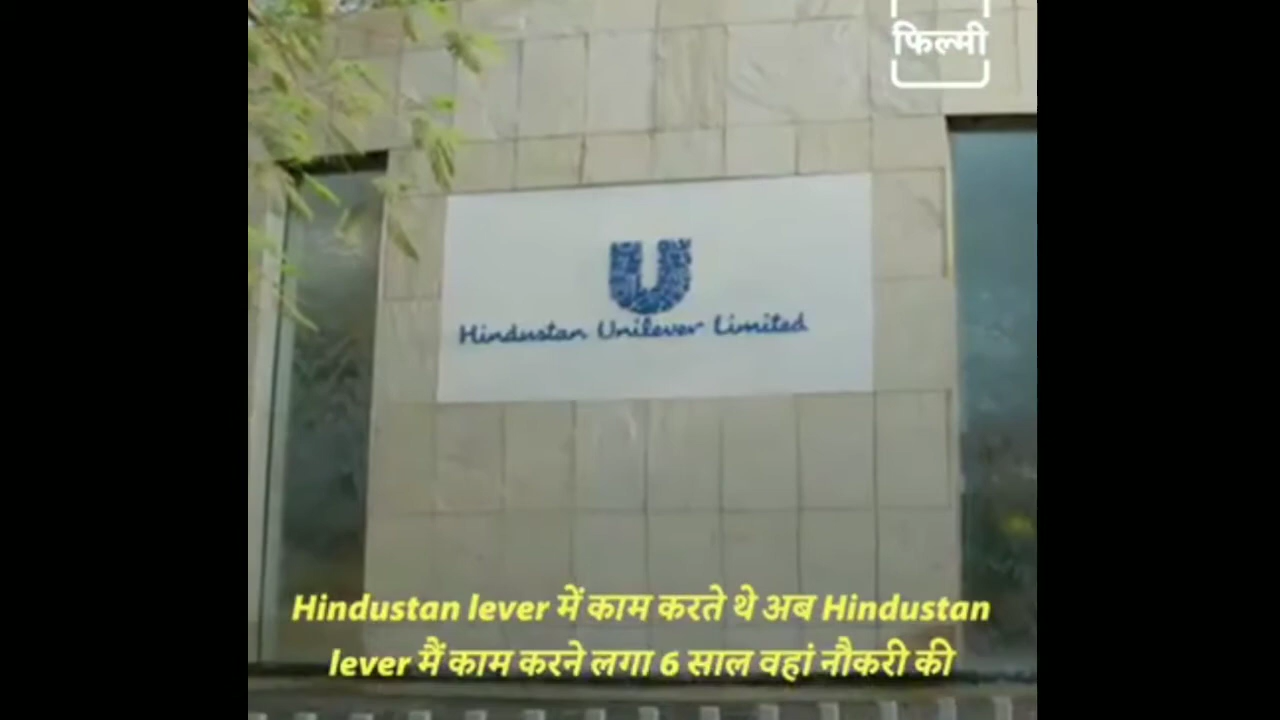 फिल्मी
U
Hindustan Unilever Limited
Hindustan lever में काम करते थे अब Hindustan
lever मैं काम करने लगा 6 साल वहां नौकरी की